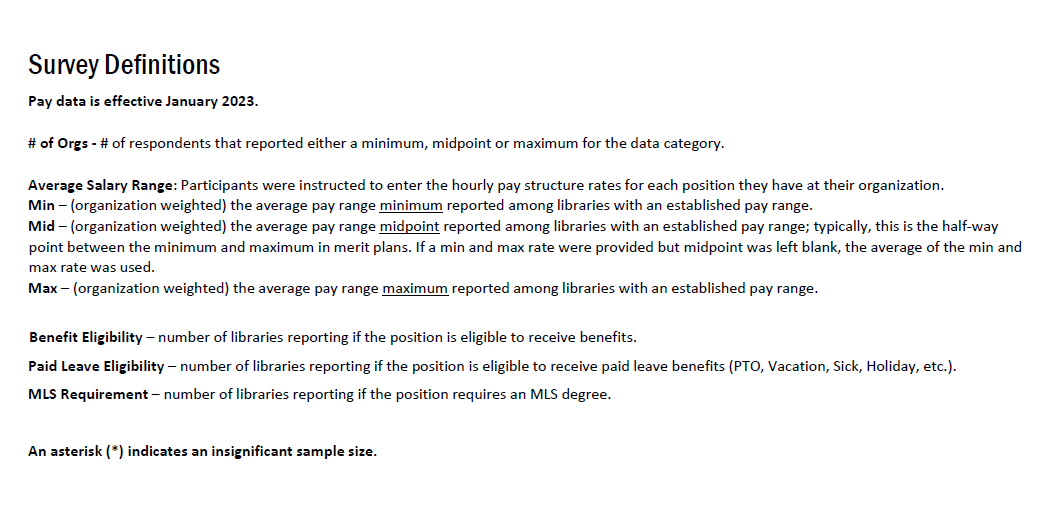 Survey Definitions
Pay data is effective January 2023.
# of Orgs - # of respondents that reported either a minimum, midpoint or maximum for the data category.
Average Salary Range: Participants were instructed to enter the hourly pay structure rates for each position they have at their organization.
Min – (organization weighted) the average pay range minimum reported among libraries with an established pay range.
Mid – (organization weighted) the average pay range midpoint reported among libraries with an established pay range; typically, this is the half-way
point between the minimum and maximum in merit plans. If a min and max rate were provided but midpoint was left blank, the average of the min and
max rate was used.
Max – (organization weighted) the average pay range maximum reported among libraries with an established pay range.
Benefit Eligibility – number of libraries reporting if the position is eligible to receive benefits.
Paid Leave Eligibility – number of libraries reporting if the position is eligible to receive paid leave benefits (PTO, Vacation, Sick, Holiday, etc.).
MLS Requirement – number of libraries reporting if the position requires an MLS degree.
An asterisk (*) indicates an insignificant sample size.